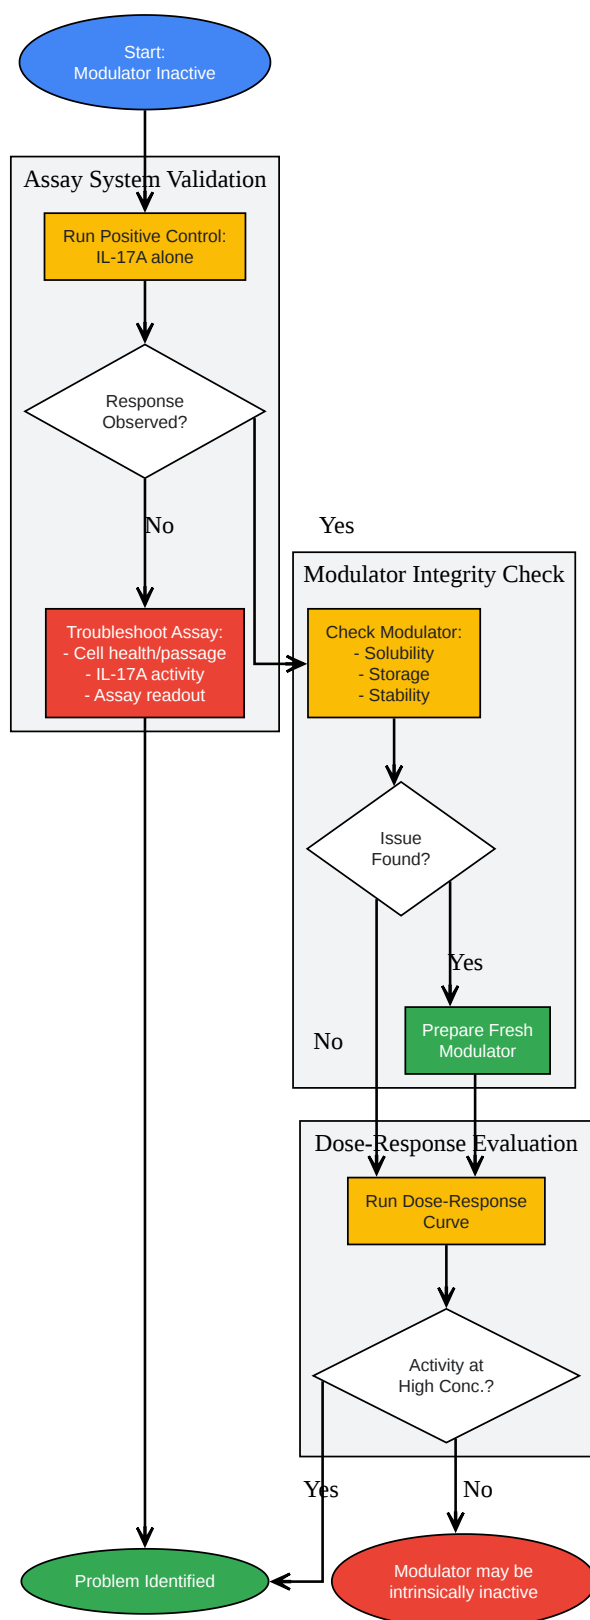 Start:
Modulator Inactive
Assay System Validation
Run Positive Control:
IL-17A alone
Response
Observed?
No
Yes
Troubleshoot Assay:
- Cell health/passage
- IL-17A activity
- Assay readout
Modulator Integrity Check
Check Modulator:
- Solubility
- Storage
- Stability
Issue
Found?
Yes
No
Prepare Fresh
Modulator
Dose-Response Evaluation
Run Dose-Response
Curve
Activity at
High Conc.?
Yes
No
Problem Identified
Modulator may be
intrinsically inactive